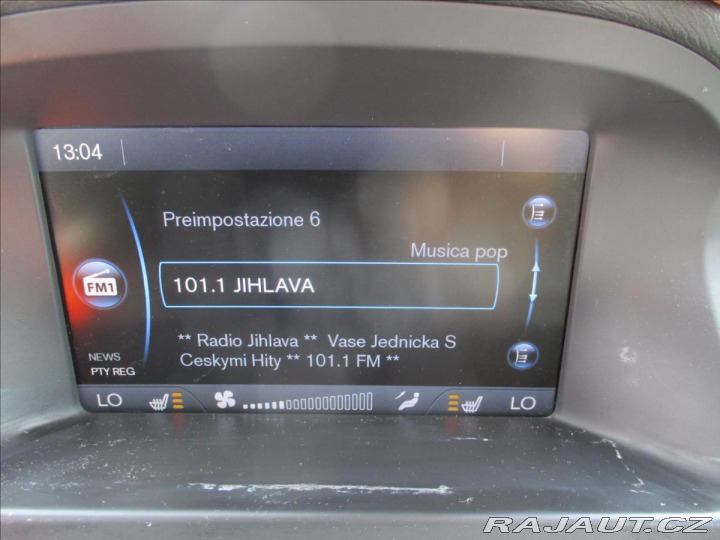 13:04
Preimpostazione 6
Musica pop
FM1
101.1 JIHLAVA
** Radio Jihlava ** Vase Jednicka S
Ceskymi Hity ** 101.1 FM **
NEWS
PTY REG
LO
LO
RAJAUT.CZ